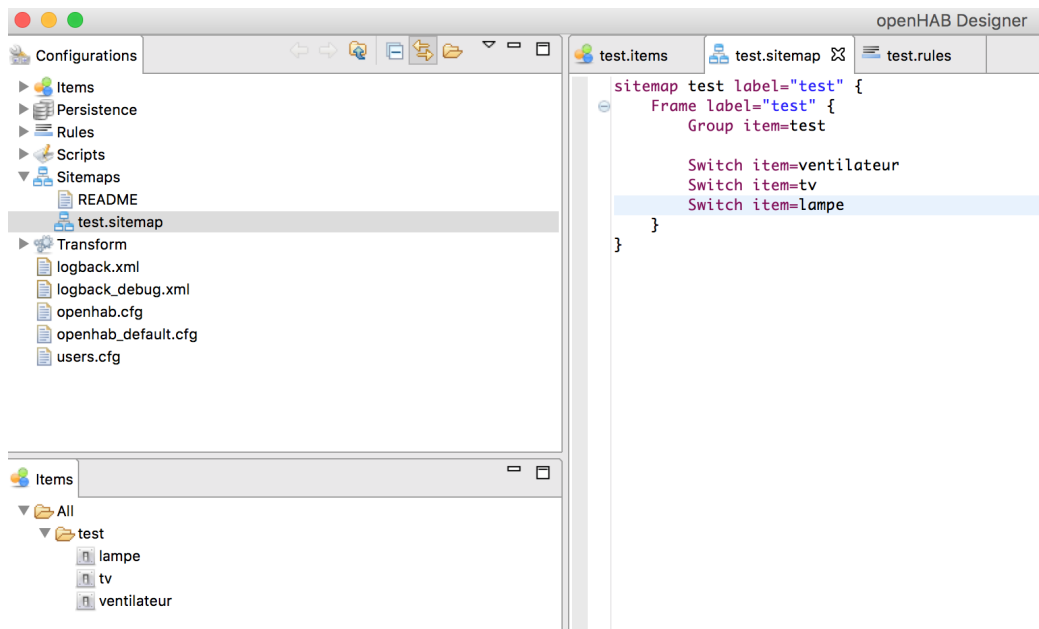 openHAB Designer
Configurations
Items
Persistence
Rules
Scripts
Sitemaps
README
test.sitemap
Transform
logback.xml
logback_debug.xml
openhab.cfg
openhab_default.cfg
users.cfg
Items
All
test
lampe
tv
ventilateur
test.items test.sitemap test.rules
sitemap test label="test" {
Frame label="test" {
Group item=test
Switch item=ventilateur
Switch item=tv
Switch item=lampe
}
}